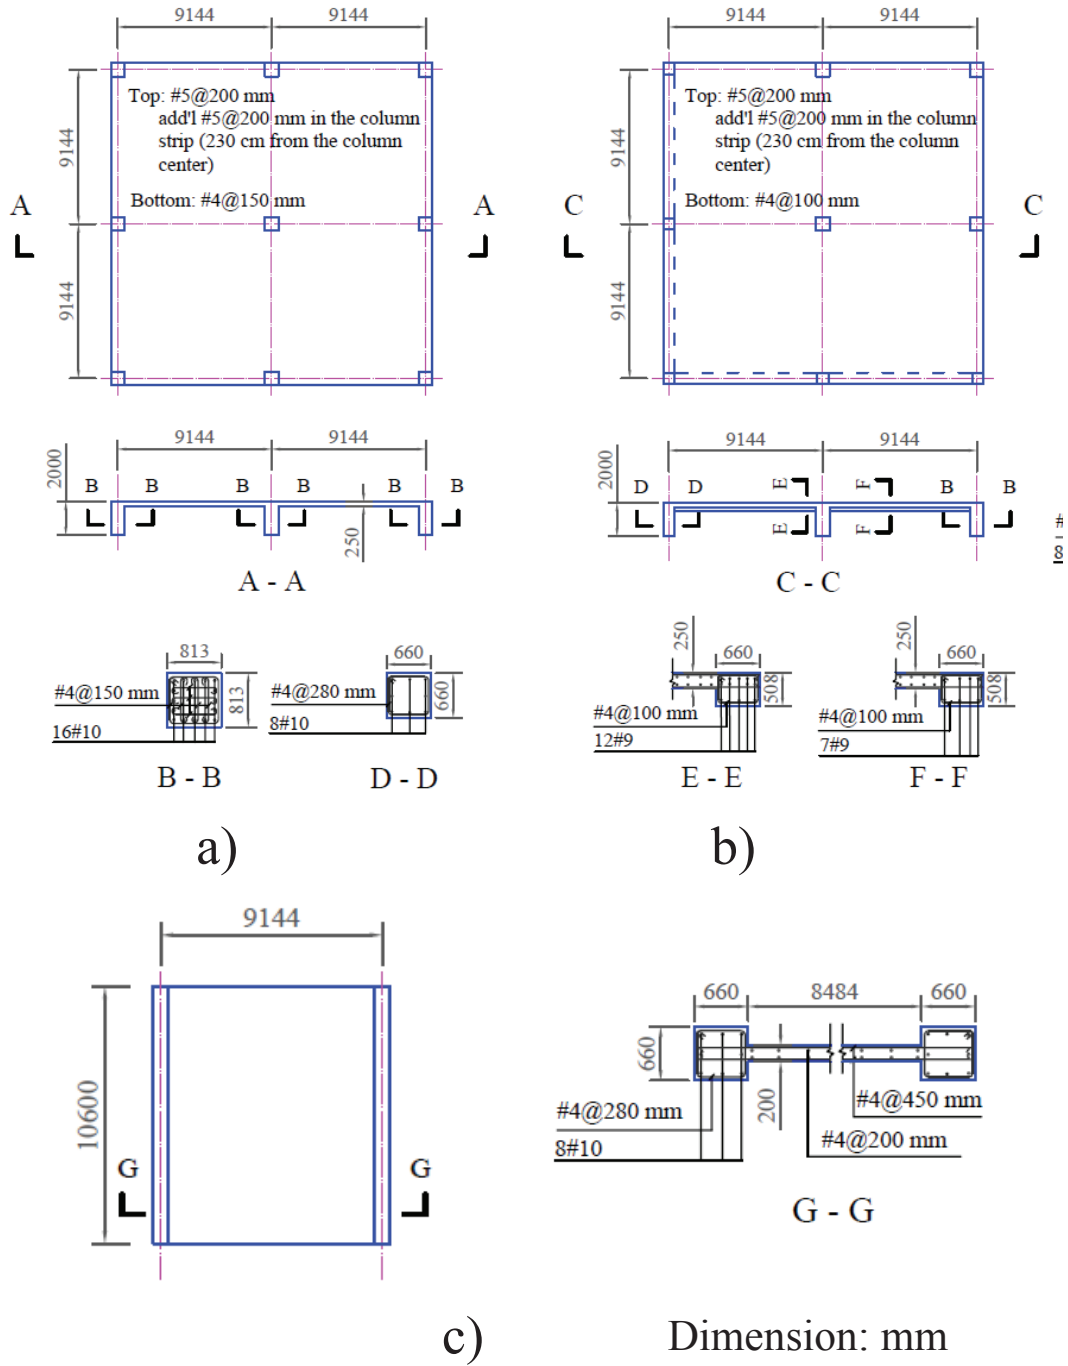 9144 9144
9144 9144
Top: #5@200 mm
add'l #5@200 mm in the column
strip (230 cm from the column
center)
Bottom: #4@150 mm
9144
A A
9144
Top: #5@200 mm
add'l #5@200 mm in the column
strip (230 cm from the column
center)
Bottom: #4@100 mm
9144
C C
9144
9144 9144
2000
B B B B B B
250
A - A
9144 9144
2000
D D E F B B
E F
C - C
#
8
813
#4@150 mm
813
16#10
B - B
660
#4@280 mm
660
8#10
D - D
250
660
508
#4@100 mm
12#9
E - E
250
660
508
#4@100 mm
7#9
F - F
a) b)
9144
10600
G G
660 8484 660
660
200
#4@280 mm
#4@450 mm
8#10
#4@200 mm
G - G
c)
Dimension: mm